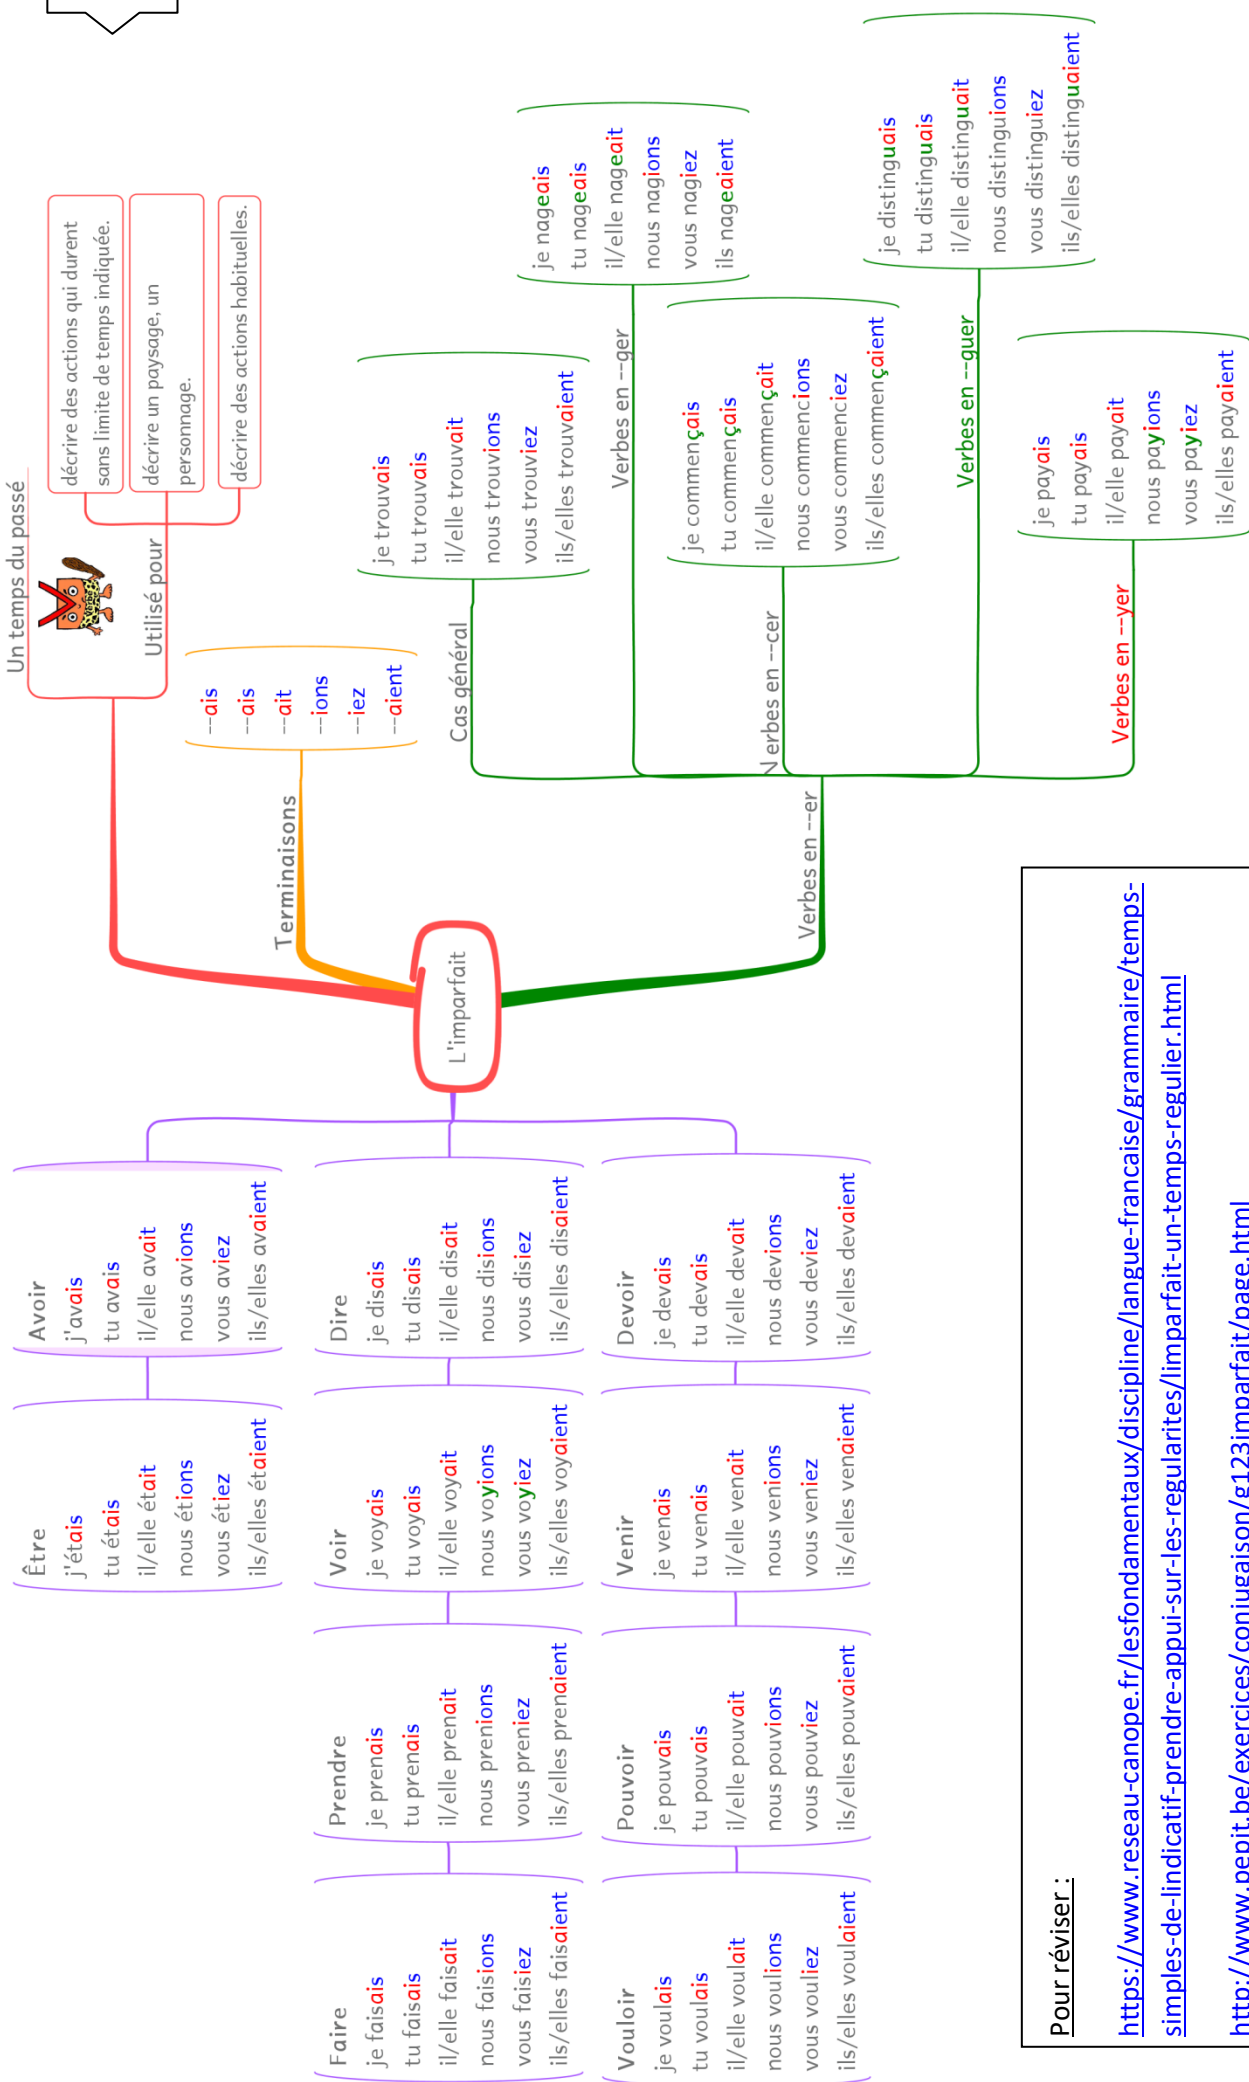 Un temps du passé
Utilisé pour
décrire des actions qui durent
sans limite de temps indiquée.
décrire un paysage, un
personnage.
décrire des actions habituelles.
Terminaisons
--ais
--ais
--ait
--ions
--iez
--aient
L'imparfait
Verbes en --er
Cas général
je trouvais
tu trouvais
il/elle trouvait
nous trouvions
vous trouviez
ils/elles trouvaient
Verbes en --ger
je nageais
tu nageais
il/elle nageait
nous nagions
vous nagiez
ils nageaient
Verbes en --cer
je commençais
tu commençais
il/elle commençait
nous commencions
vous commenciez
ils/elles commençaient
Verbes en --guer
je distinguais
tu distinguais
il/elle distinguait
nous distinguions
vous distinguiez
ils/elles distinguaient
Verbes en --yer
je payais
tu payais
il/elle payait
nous payions
vous payiez
ils/elles payaient
Avoir
j'avais
tu avais
il/elle avait
nous avions
vous aviez
ils/elles avaient
Être
j'étais
tu étais
il/elle était
nous étions
vous étiez
ils/elles étaient
Dire
je disais
tu disais
il/elle disait
nous disions
vous disiez
ils/elles disaient
Voir
je voyais
tu voyais
il/elle voyait
nous voyions
vous voyiez
ils/elles voyaient
Prendre
je prenais
tu prenais
il/elle prenait
nous prenions
vous preniez
ils/elles prenaient
Faire
je faisais
tu faisais
il/elle faisait
nous faisions
vous faisiez
ils/elles faisaient
Devoir
je devais
tu devais
il/elle devait
nous devions
vous deviez
ils/elles devaient
Venir
je venais
tu venais
il/elle venait
nous venions
vous veniez
ils/elles venaient
Pouvoir
je pouvais
tu pouvais
il/elle pouvait
nous pouvions
vous pouviez
ils/elles pouvaient
Vouloir
je voulais
tu voulais
il/elle voulait
nous voulions
vous vouliez
ils/elles voulaient
Pour réviser :
https://www.reseau-canope.fr/lesfondamentaux/discipline/langue-francaise/grammaire/temps-
simples-de-lindicatif-prendre-appui-sur-les-regularites/limparfait-un-temps-regulier.html
http://www.pepit.be/exercices/conjugaison/g123imparfait/page.html